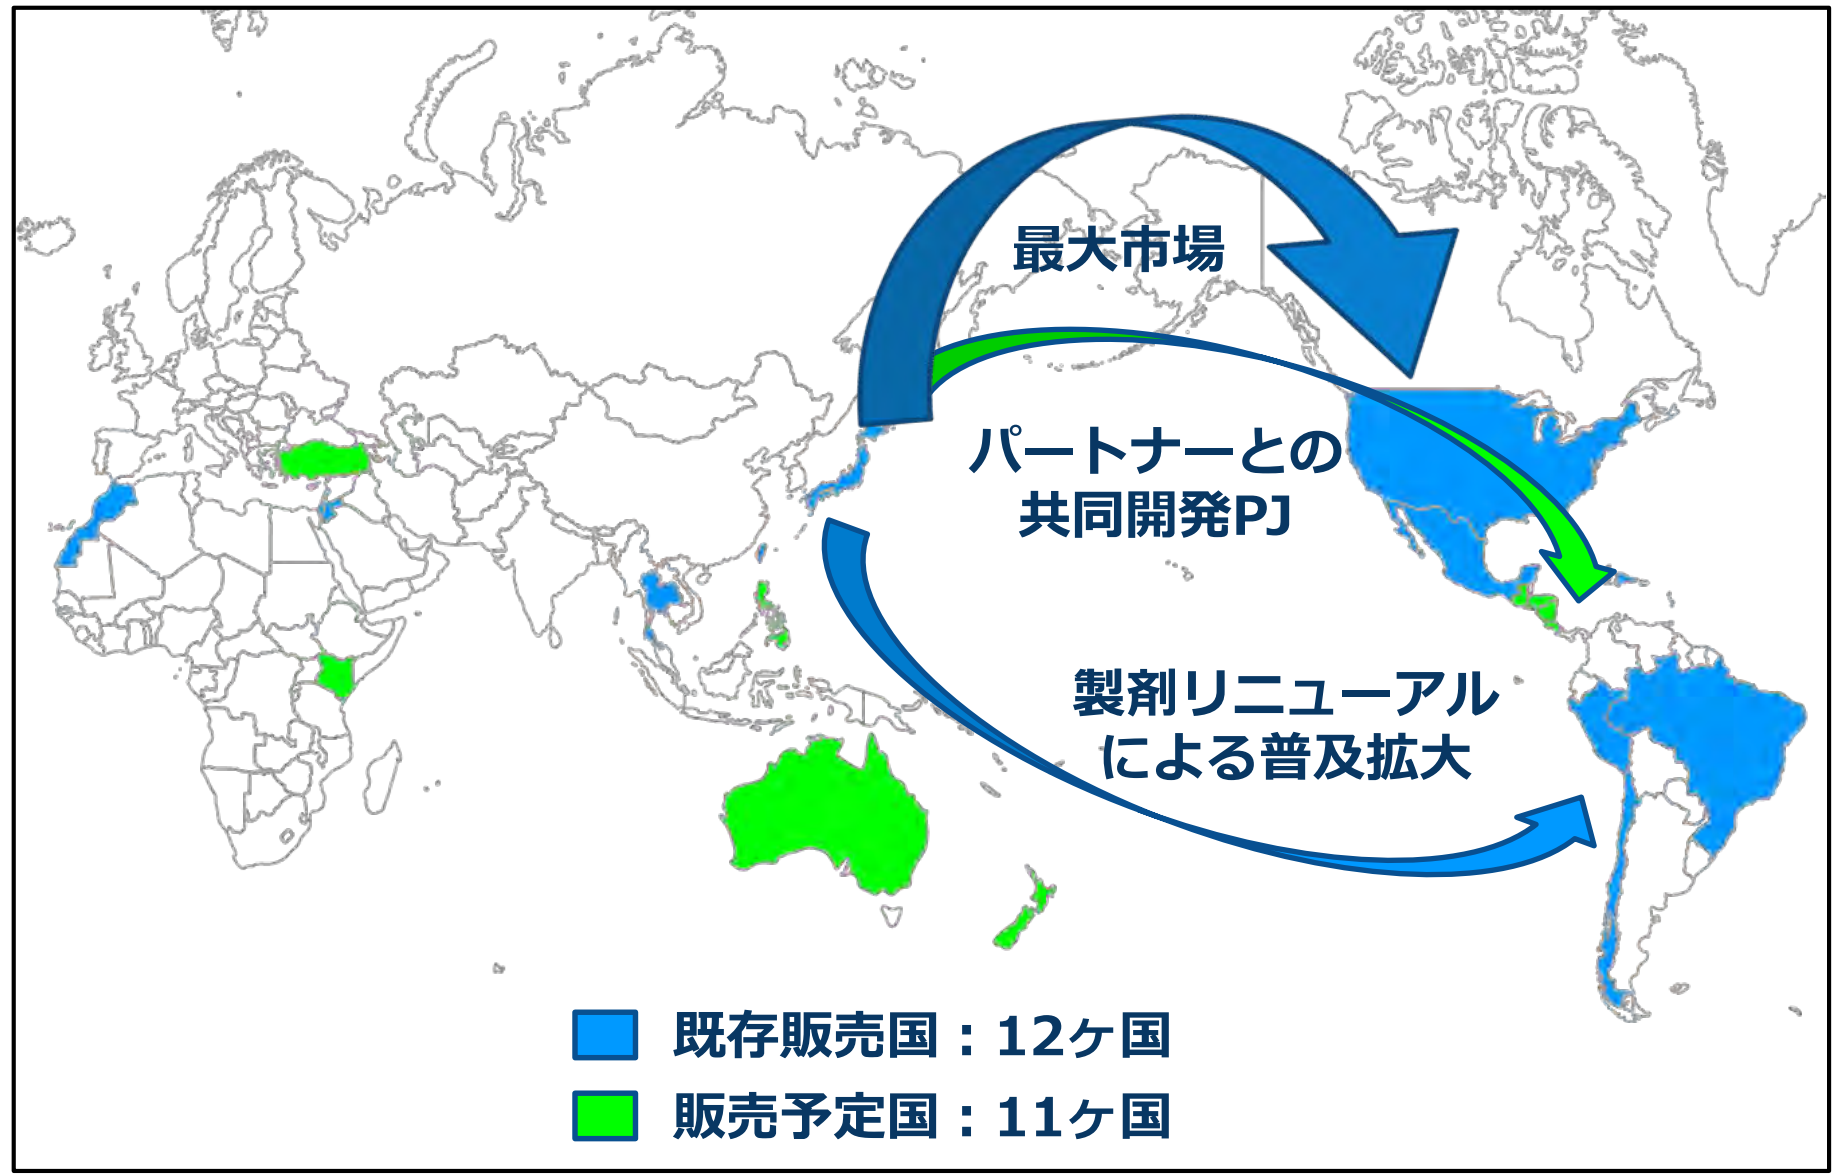 最大市場
パートナーとの
共同開発PJ
製剤リニューアル
による普及拡大
既存販売国：12ヶ国
販売予定国：11ヶ国